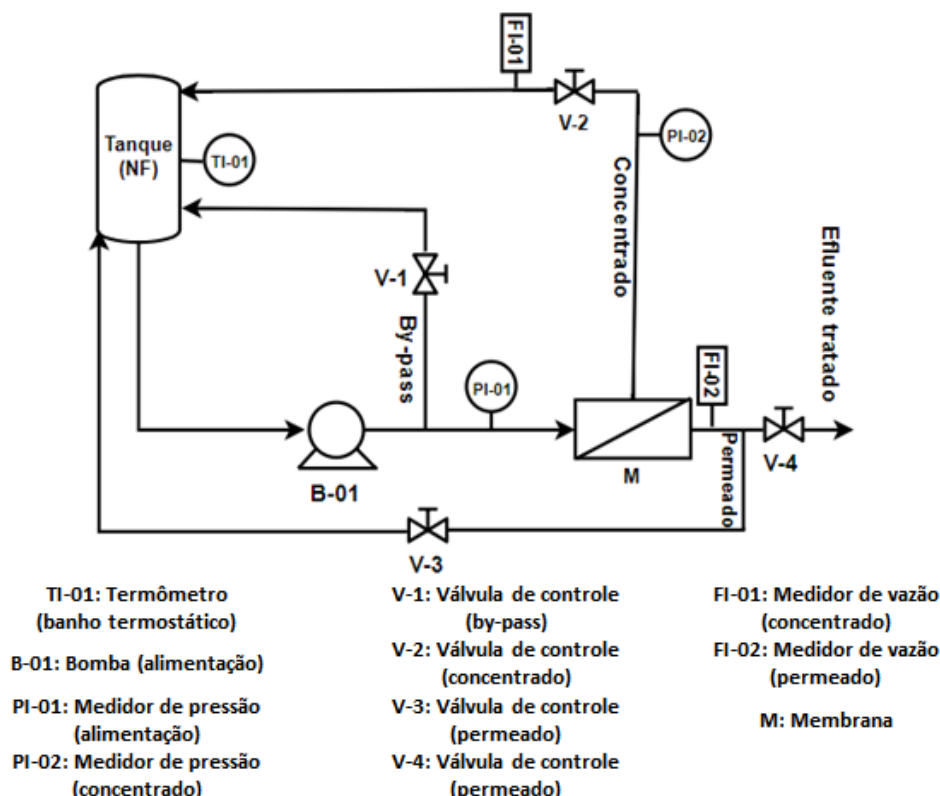 FI-01
V-2
Tanque
(NF)
TI-01
PI-02
Concentrado
V-1
By-pass
Efluente tratado
PI-01
FI-02
B-01
M
Permeado
V-4
V-3
TI-01: Termômetro
(banho termostático)
B-01: Bomba (alimentação)
PI-01: Medidor de pressão
(alimentação)
PI-02: Medidor de pressão
(concentrado)
V-1: Válvula de controle
(by-pass)
V-2: Válvula de controle
(concentrado)
V-3: Válvula de controle
(permeado)
V-4: Válvula de controle
(permeado)
FI-01: Medidor de vazão
(concentrado)
FI-02: Medidor de vazão
(permeado)
M: Membrana